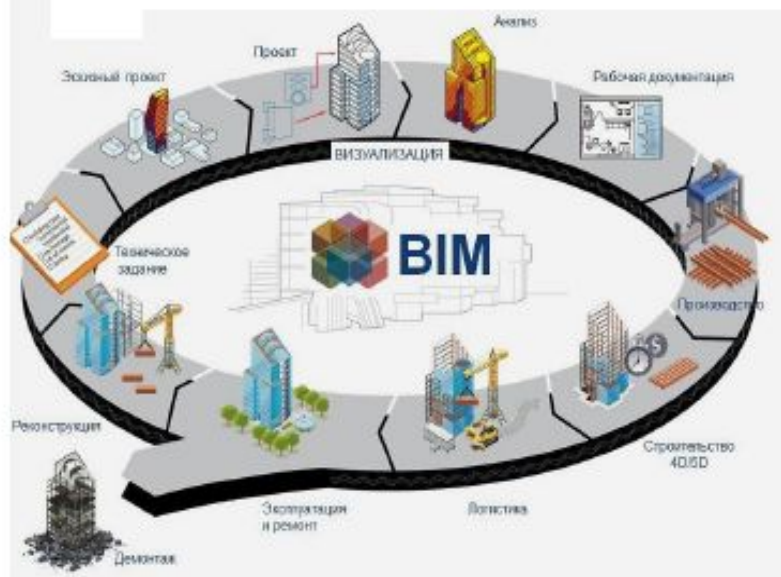 Анализ
Проект
Эскизный проект
Рабочая документация
ВИЗУАЛИЗАЦИЯ
BIM
Техническое
задание
Производство
Реконструкция
Строительство
4D/5D
Эксплуатация
и ремонт
Логистика
Демонтаж